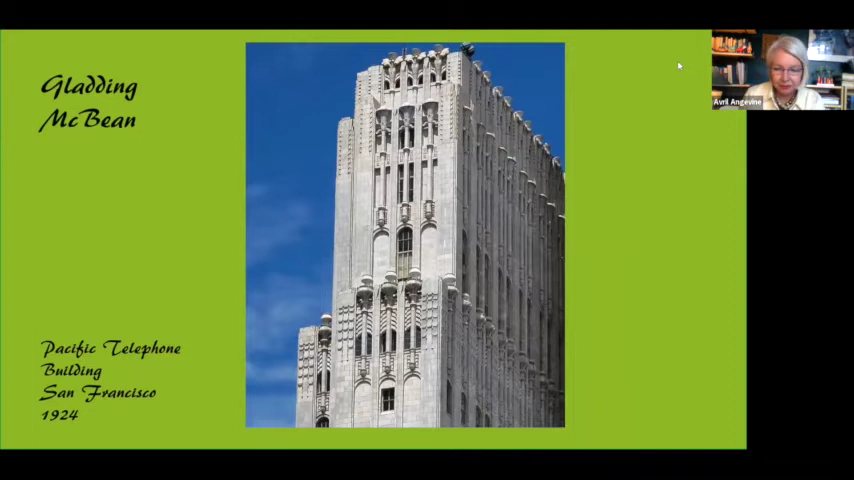 Gladding
McBean
Avril Angevine
Pacific Telephone
Building
San Francisco
1924